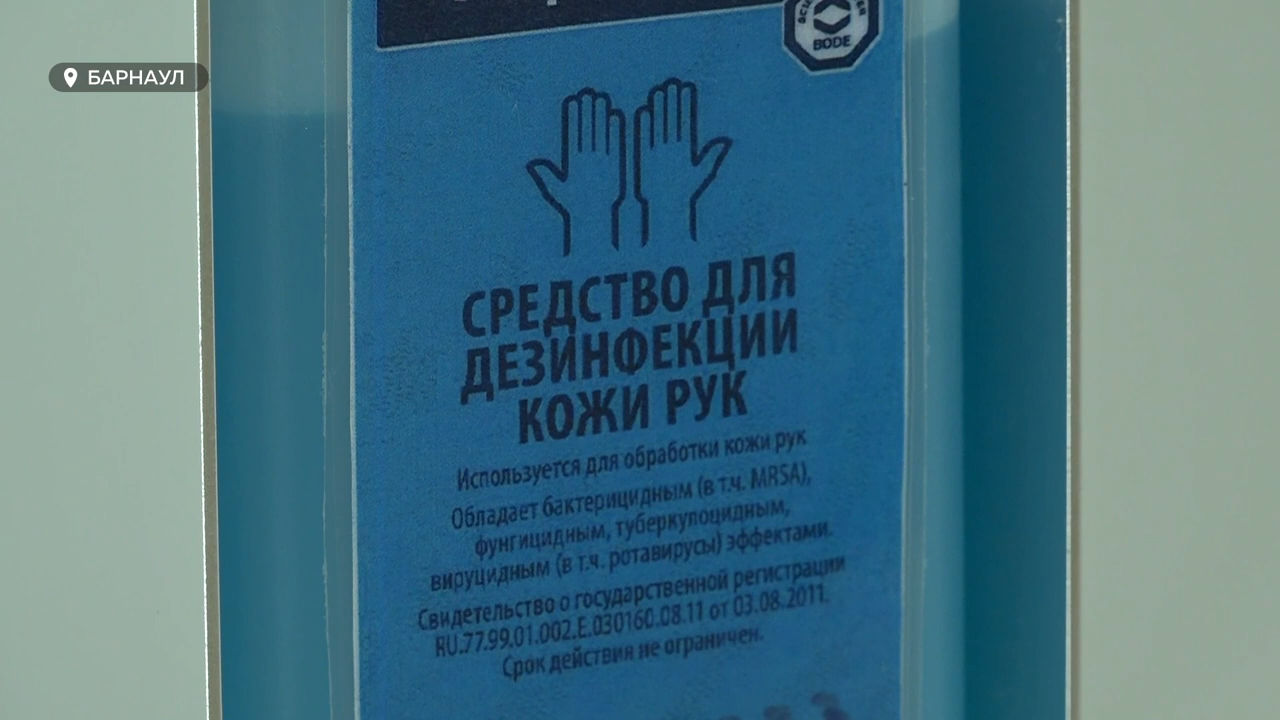 БАРНАУЛ
BODE
СРЕДСТВО ДЛЯ
ДЕЗИНФЕКЦИИ
КОЖИ РУК
Используется для обработки кожи рук
Обладает бактерицидным (в т.ч. MRSA),
фунгицидным, туберкулоцидным,
вируцидным (в т.ч. ротавирусы) эффектами.
Свидетельство о государственной регистрации
RU.77.99.01.002.E.030160.08.11 от 03.08.2011.
Срок действия не ограничен.